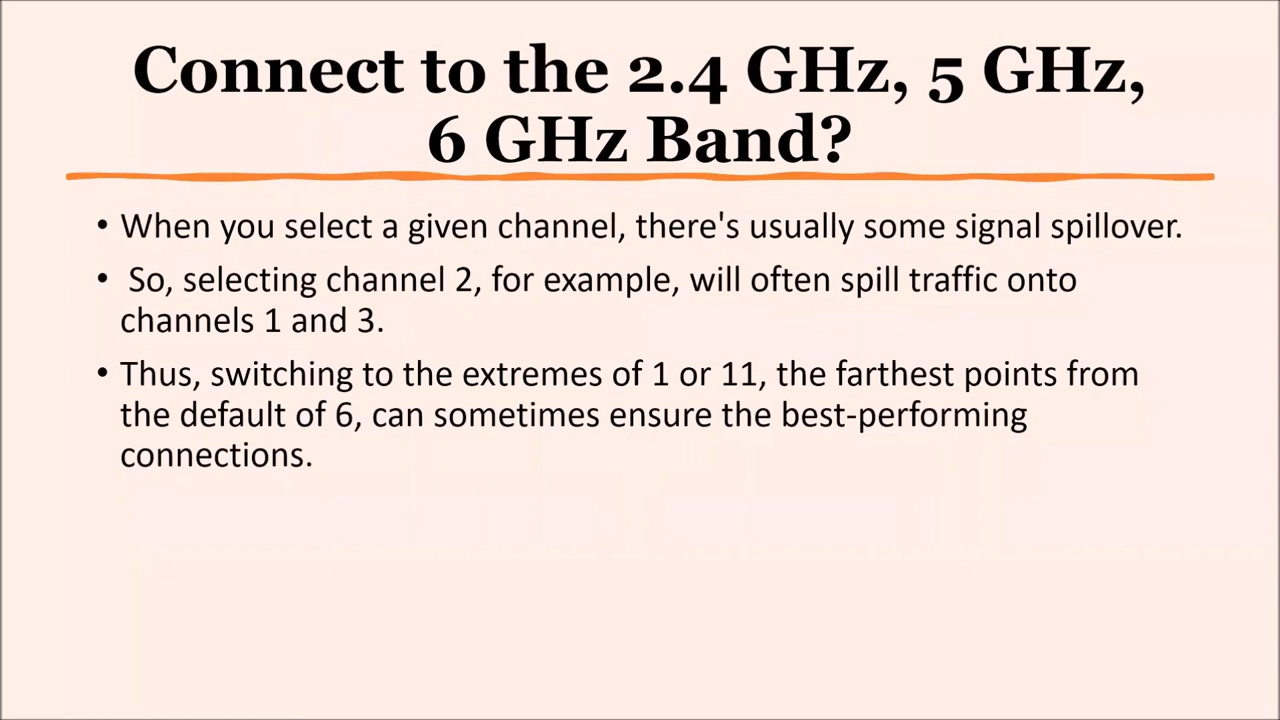 Connect to the 2.4 GHz, 5 GHz,
6 GHz Band?
• When you select a given channel, there's usually some signal spillover.
• So, selecting channel 2, for example, will often spill traffic onto
channels 1 and 3.
• Thus, switching to the extremes of 1 or 11, the farthest points from
the default of 6, can sometimes ensure the best-performing
connections.